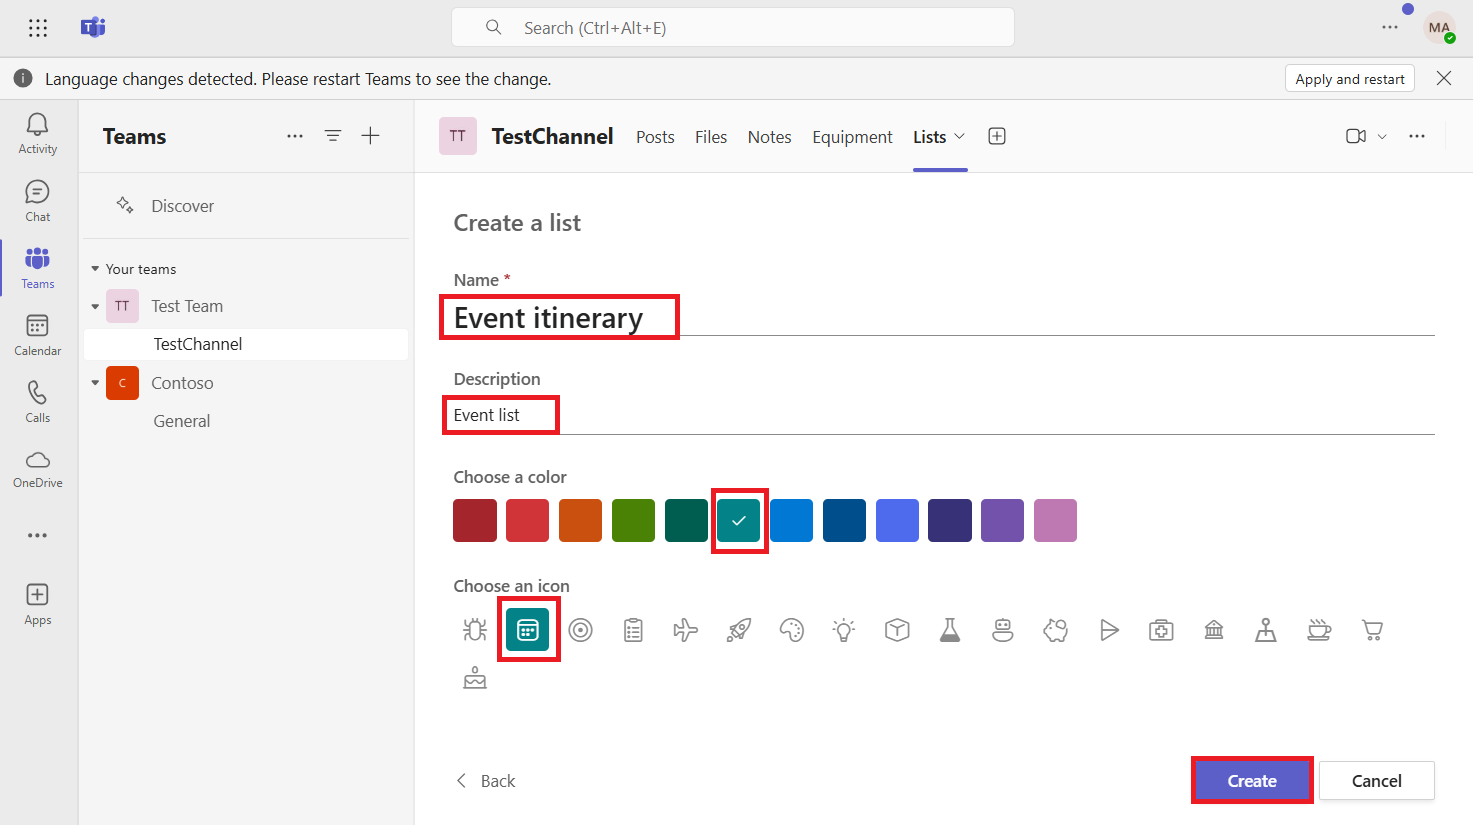 Search (Ctrl+Alt+E)
MA
Language changes detected. Please restart Teams to see the change.
Apply and restart
Activity
Chat
Teams
Calendar
Calls
OneDrive
Apps
Teams
Discover
Your teams
TT Test Team
TestChannel
C Contoso
General
TT TestChannel Posts Files Notes Equipment Lists
Create a list
Name *
Event itinerary
Description
Event list
Choose a color
Choose an icon
Back
Create
Cancel